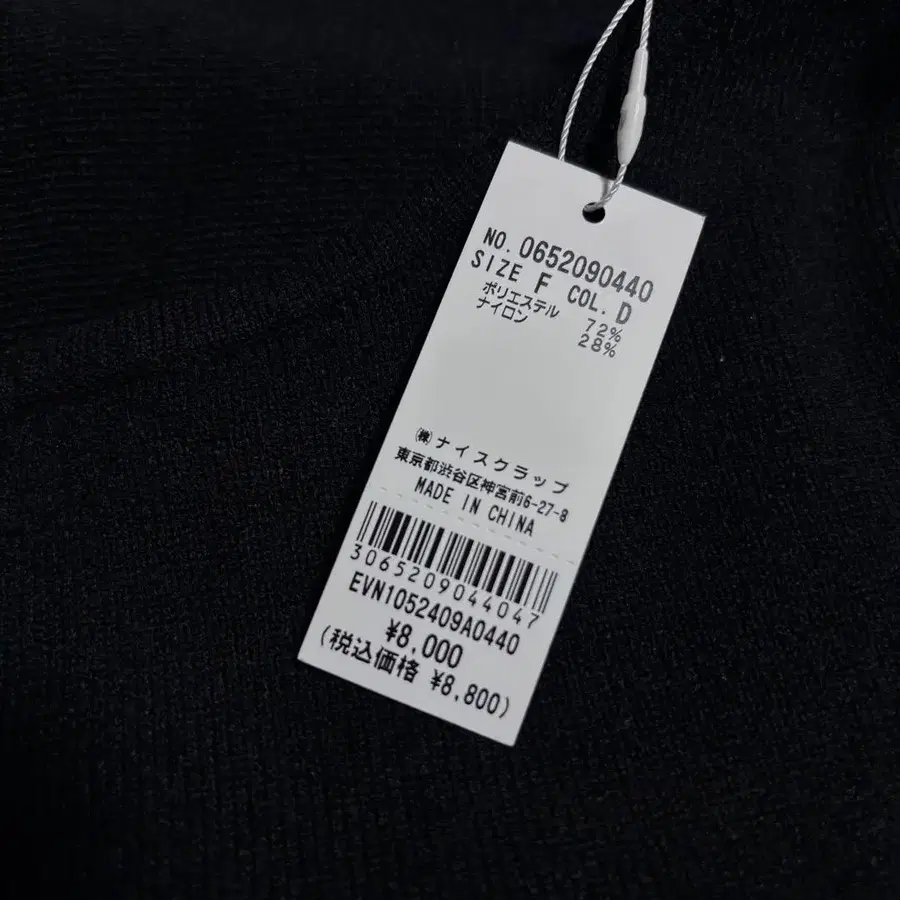 NO. 0652090440
SIZE F COL. D
ポリエステル 72%
ナイロン 28%
㈱ナイスクラップ
東京都渋谷区神宮前6-27-8
MADE IN CHINA
3065209044047
EVN1052409A0440
¥8,000
(税込価格 ¥8,800)